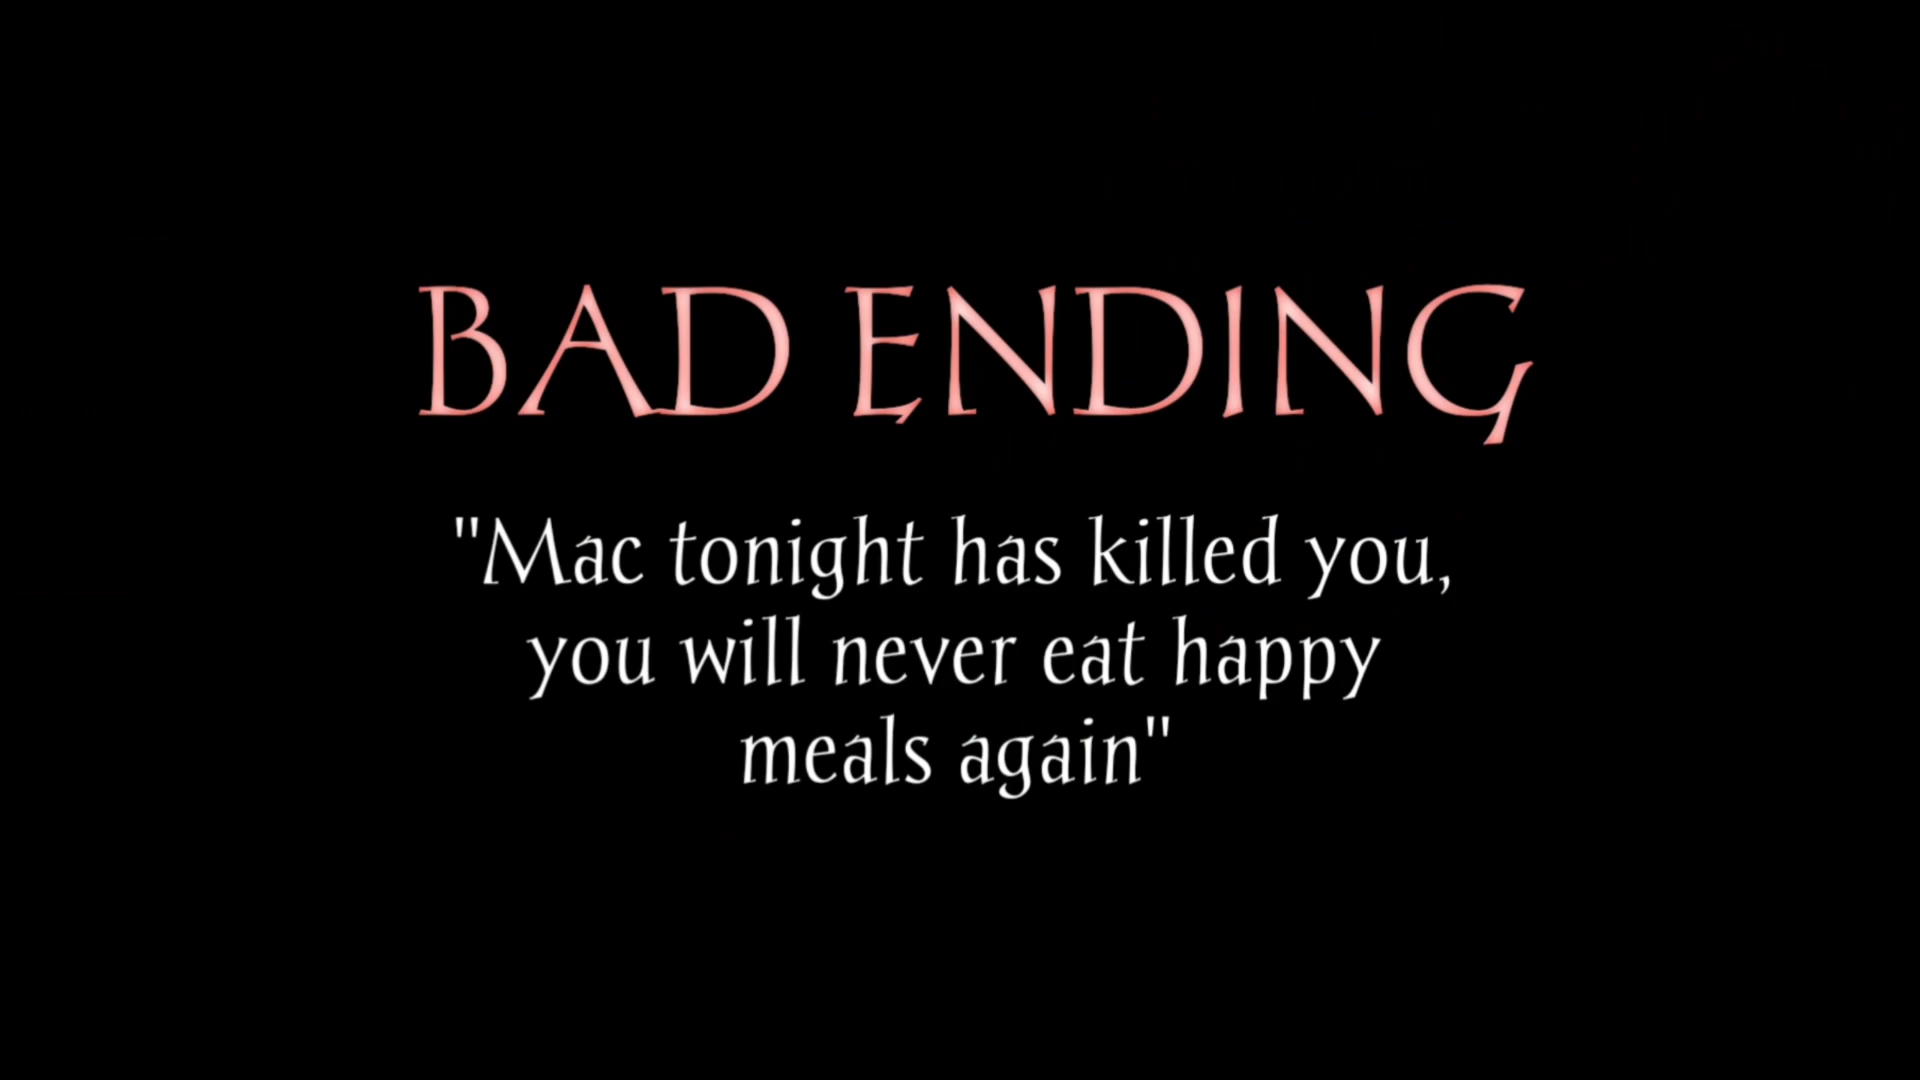 BAD ENDING
"Mac tonight has killed you,
you will never eat happy
meals again"